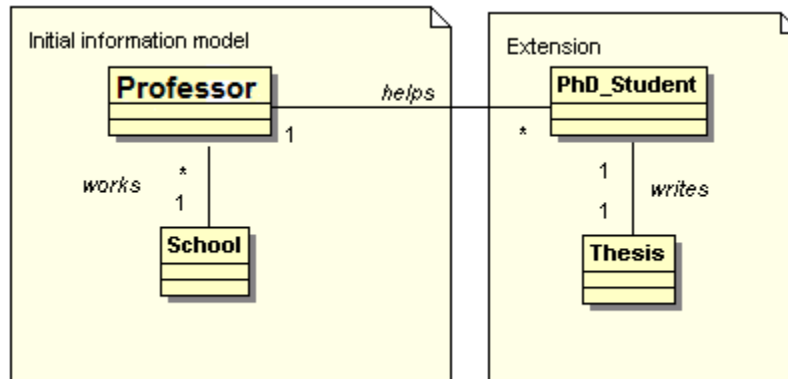 Initial information model
Extension
Professor
helps
PhD_Student
1
*
works
*
1
School
1
writes
1
Thesis